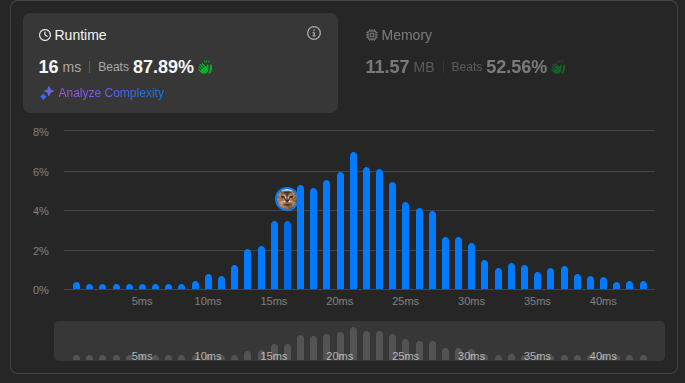 Runtime
16 ms | Beats 87.89%
Analyze Complexity
Memory
11.57 MB | Beats 52.56%
8%
6%
4%
2%
0%
5ms 10ms 15ms 20ms 25ms 30ms 35ms 40ms
5ms 10ms 15ms 20ms 25ms 30ms 35ms 40ms